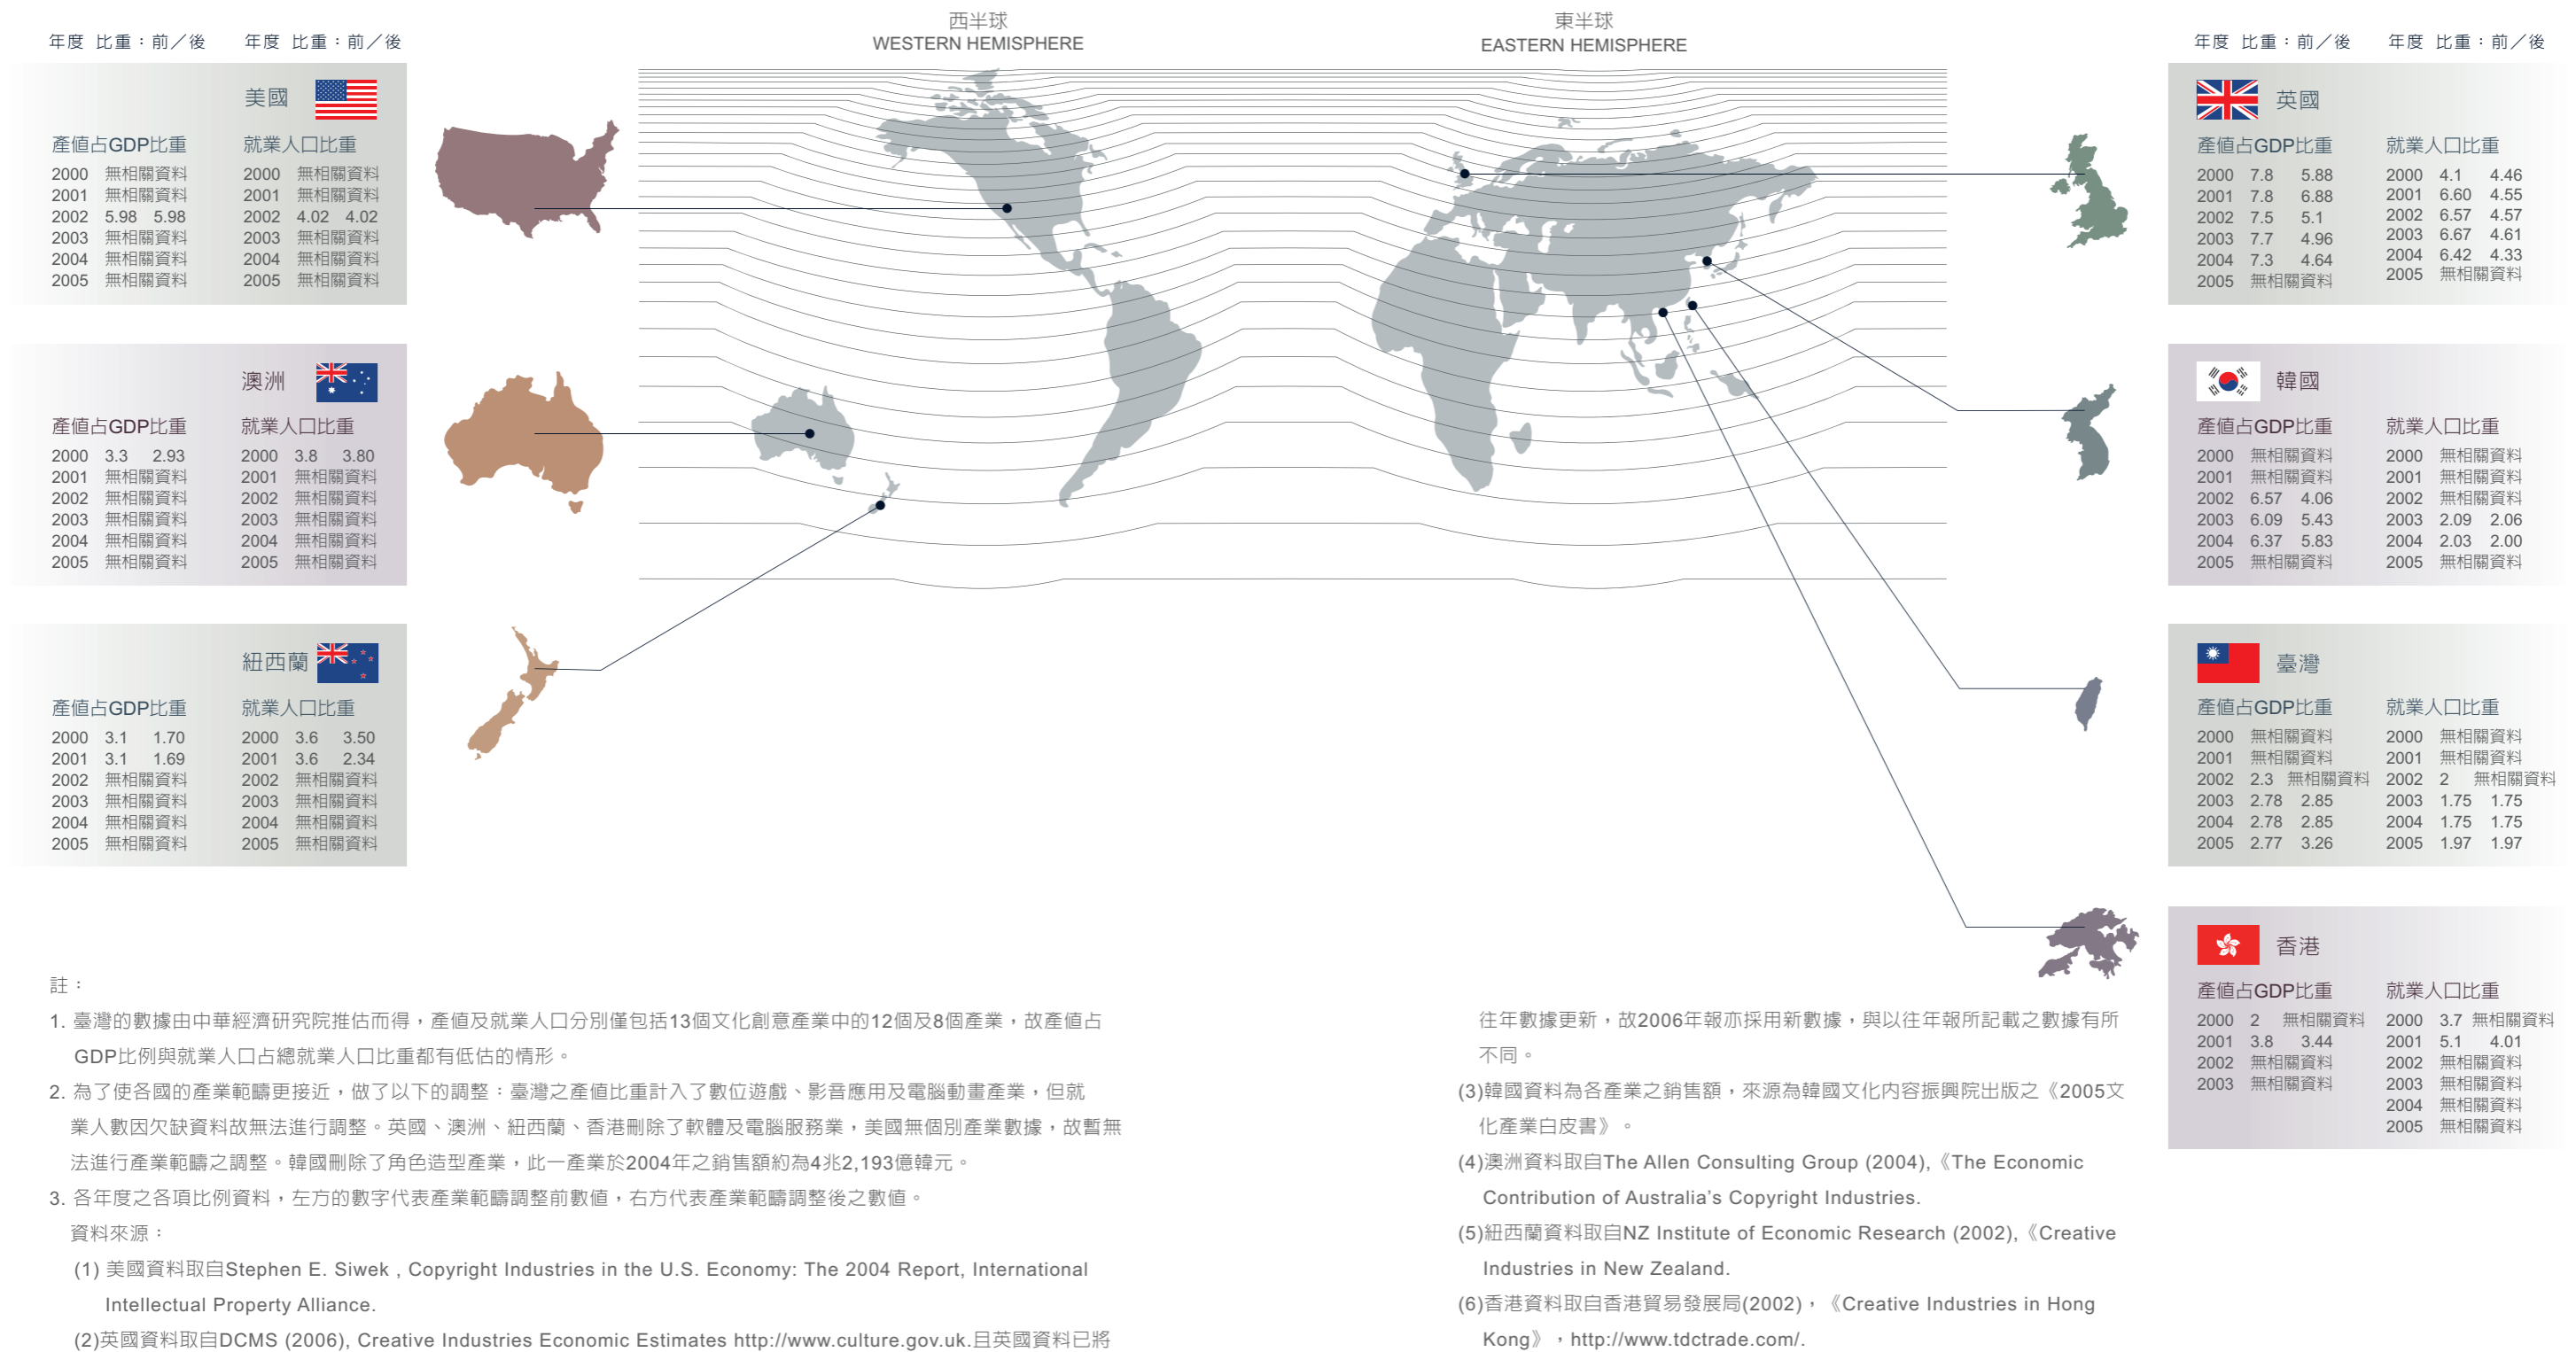 西半球
WESTERN HEMISPHERE
東半球
EASTERN HEMISPHERE
年度 比重：前／後 年度 比重：前／後
美國
產值占GDP比重 就業人口比重
2000 無相關資料 2000 無相關資料
2001 無相關資料 2001 無相關資料
2002 5.98 5.98 2002 4.02 4.02
2003 無相關資料 2003 無相關資料
2004 無相關資料 2004 無相關資料
2005 無相關資料 2005 無相關資料
澳洲
產值占GDP比重 就業人口比重
2000 3.3 2.93 2000 3.8 3.80
2001 無相關資料 2001 無相關資料
2002 無相關資料 2002 無相關資料
2003 無相關資料 2003 無相關資料
2004 無相關資料 2004 無相關資料
2005 無相關資料 2005 無相關資料
紐西蘭
產值占GDP比重 就業人口比重
2000 3.1 1.70 2000 3.6 3.50
2001 3.1 1.69 2001 3.6 2.34
2002 無相關資料 2002 無相關資料
2003 無相關資料 2003 無相關資料
2004 無相關資料 2004 無相關資料
2005 無相關資料 2005 無相關資料
年度 比重：前／後 年度 比重：前／後
英國
產值占GDP比重 就業人口比重
2000 7.8 5.88 2000 4.1 4.46
2001 7.8 6.88 2001 6.60 4.55
2002 7.5 5.1 2002 6.57 4.57
2003 7.7 4.96 2003 6.67 4.61
2004 7.3 4.64 2004 6.42 4.33
2005 無相關資料 2005 無相關資料
韓國
產值占GDP比重 就業人口比重
2000 無相關資料 2000 無相關資料
2001 無相關資料 2001 無相關資料
2002 6.57 4.06 2002 無相關資料
2003 6.09 5.43 2003 2.09 2.06
2004 6.37 5.83 2004 2.03 2.00
2005 無相關資料 2005 無相關資料
臺灣
產值占GDP比重 就業人口比重
2000 無相關資料 2000 無相關資料
2001 無相關資料 2001 無相關資料
2002 2.3 無相關資料 2002 2 無相關資料
2003 2.78 2.85 2003 1.75 1.75
2004 2.78 2.85 2004 1.75 1.75
2005 2.77 3.26 2005 1.97 1.97
香港
產值占GDP比重 就業人口比重
2000 2 無相關資料 2000 3.7 無相關資料
2001 3.8 3.44 2001 5.1 4.01
2002 無相關資料 2002 無相關資料
2003 無相關資料 2003 無相關資料
2004 無相關資料
2005 無相關資料
註：
1. 臺灣的數據由中華經濟研究院推估而得，產值及就業人口分別僅包括13個文化創意產業中的12個及8個產業，故產值占
GDP比例與就業人口占總就業人口比重都有低估的情形。
2. 為了使各國的產業範疇更接近，做了以下的調整：臺灣之產值比重計入了數位遊戲、影音應用及電腦動畫產業，但就
業人數因欠缺資料故無法進行調整。英國、澳洲、紐西蘭、香港刪除了軟體及電腦服務業，美國無個別產業數據，故暫無
法進行產業範疇之調整。韓國刪除了角色造型產業，此一產業於2004年之銷售額約為4兆2,193億韓元。
3. 各年度之各項比例資料，左方的數字代表產業範疇調整前數值，右方代表產業範疇調整後之數值。
資料來源：
(1) 美國資料取自Stephen E. Siwek , Copyright Industries in the U.S. Economy: The 2004 Report, International
Intellectual Property Alliance.
(2)英國資料取自DCMS (2006), Creative Industries Economic Estimates http://www.culture.gov.uk.且英國資料已將
往年數據更新，故2006年報亦採用新數據，與以往年報所記載之數據有所
不同。
(3)韓國資料為各產業之銷售額，來源為韓國文化內容振興院出版之《2005文
化產業白皮書》。
(4)澳洲資料取自The Allen Consulting Group (2004),《The Economic
Contribution of Australia’s Copyright Industries.
(5)紐西蘭資料取自NZ Institute of Economic Research (2002),《Creative
Industries in New Zealand.
(6)香港資料取自香港貿易發展局(2002)，《Creative Industries in Hong
Kong》，http://www.tdctrade.com/.